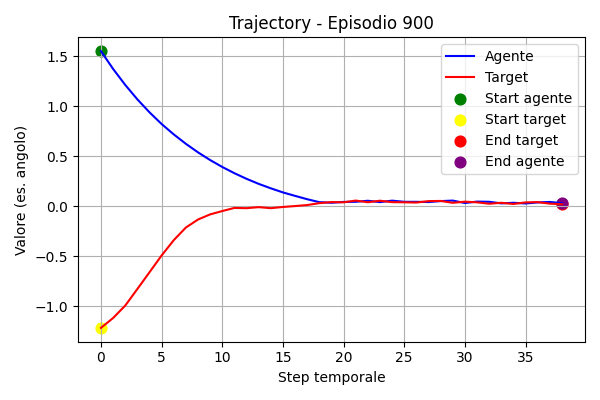 Trajectory - Episodio 900
Valore (es. angolo)
1.5
1.0
0.5
0.0
−0.5
−1.0
Agente
Target
Start agente
Start target
End target
End agente
0 5 10 15 20 25 30 35
Step temporale